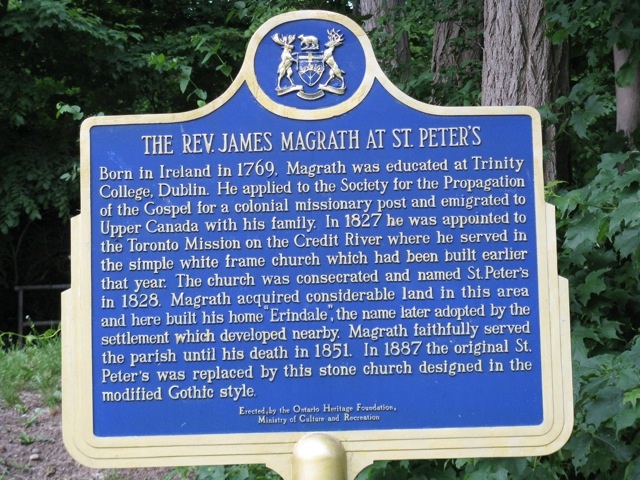 THE REV. JAMES MAGRATH AT ST. PETER'S
Born in Ireland in 1769, Magrath was educated at Trinity
College, Dublin. He applied to the Society for the Propagation
of the Gospel for a colonial missionary post and emigrated to
Upper Canada with his family. In 1827 he was appointed to
the Toronto Mission on the Credit River where he served in
the simple white frame church which had been built earlier
that year. The church was consecrated and named St. Peter's
in 1828. Magrath acquired considerable land in this area
and here built his home "Erindale", the name later adopted by the
settlement which developed nearby. Magrath faithfully served
the parish until his death in 1851. In 1887 the original St.
Peter's was replaced by this stone church designed in the
modified Gothic style.
Erected by the Ontario Heritage Foundation,
Ministry of Culture and Recreation